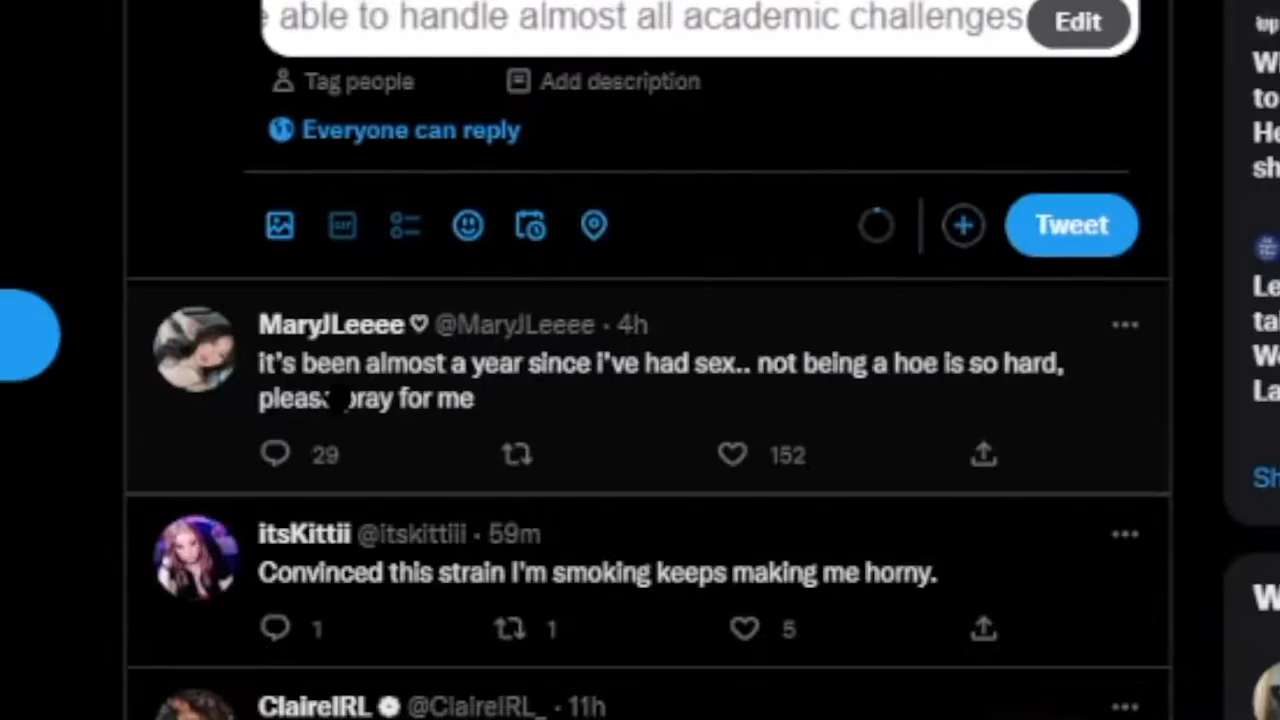 able to handle almost all academic challenges
Edit
Tag people
Add description
Everyone can reply
GIF
Tweet
MaryJLeeee ♡ @MaryJLeeee · 4h
it's been almost a year since i've had sex.. not being a hoe is so hard,
pray for me
29
152
itsKittii @itskittiii · 59m
Convinced this strain I'm smoking keeps making me horny.
1
1
5
ClaireIRL @ClaireIRL_ · 11h
to